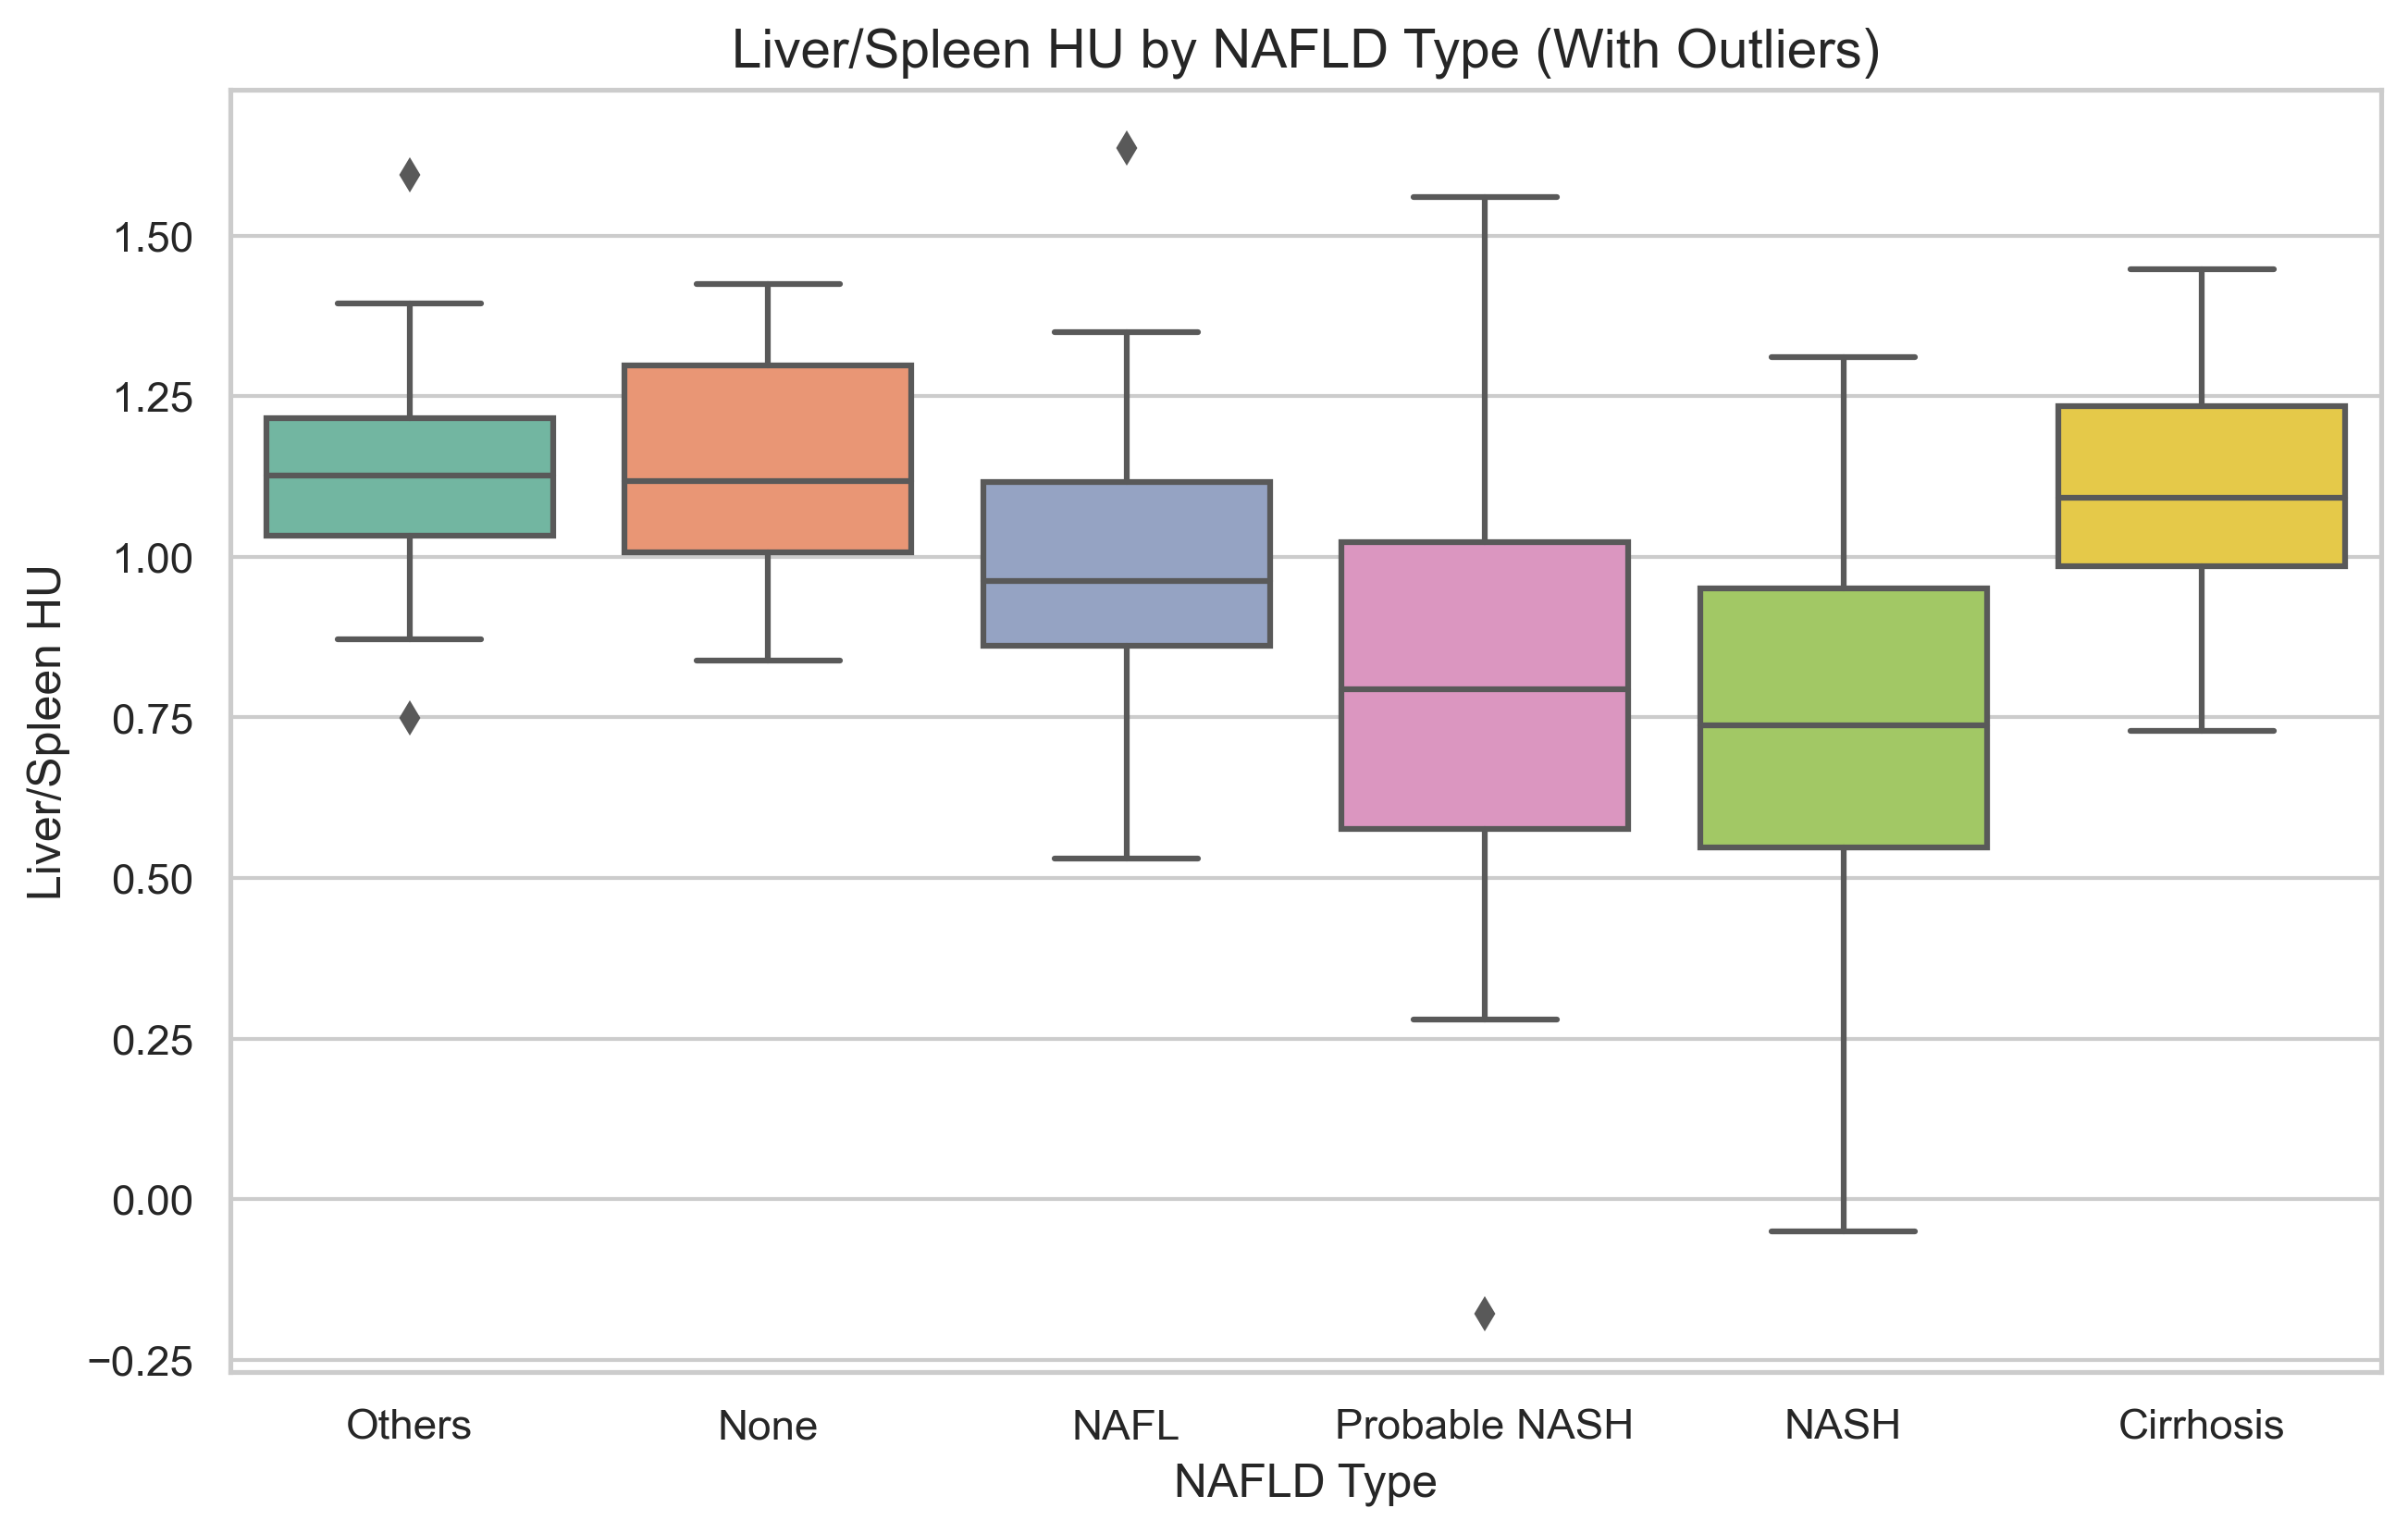 Liver/Spleen HU by NAFLD Type (With Outliers)
Liver/Spleen HU
1.50
1.25
1.00
0.75
0.50
0.25
0.00
−0.25
Others None NAFL Probable NASH NASH Cirrhosis
NAFLD Type